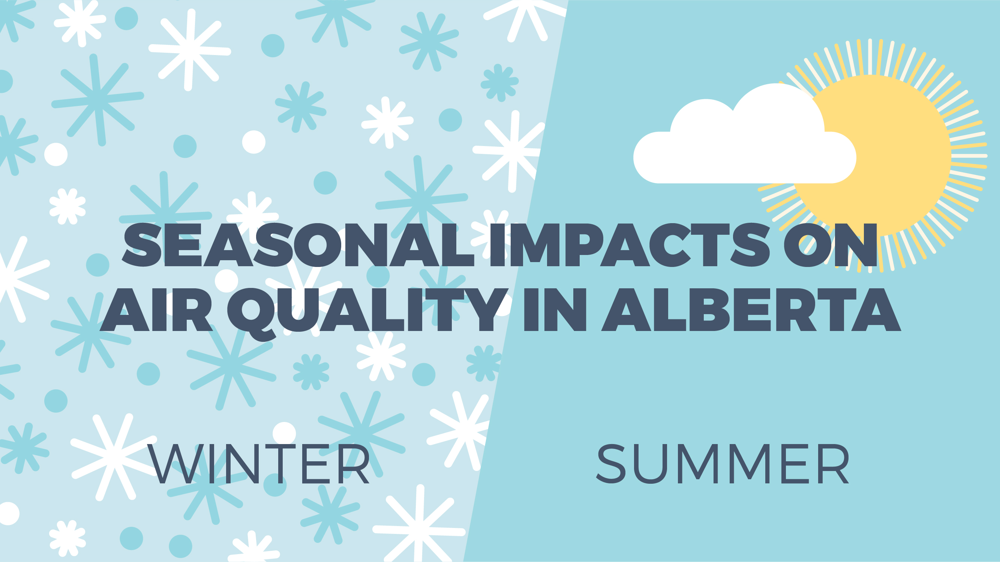 SEASONAL IMPACTS ON
AIR QUALITY IN ALBERTA
WINTER
SUMMER